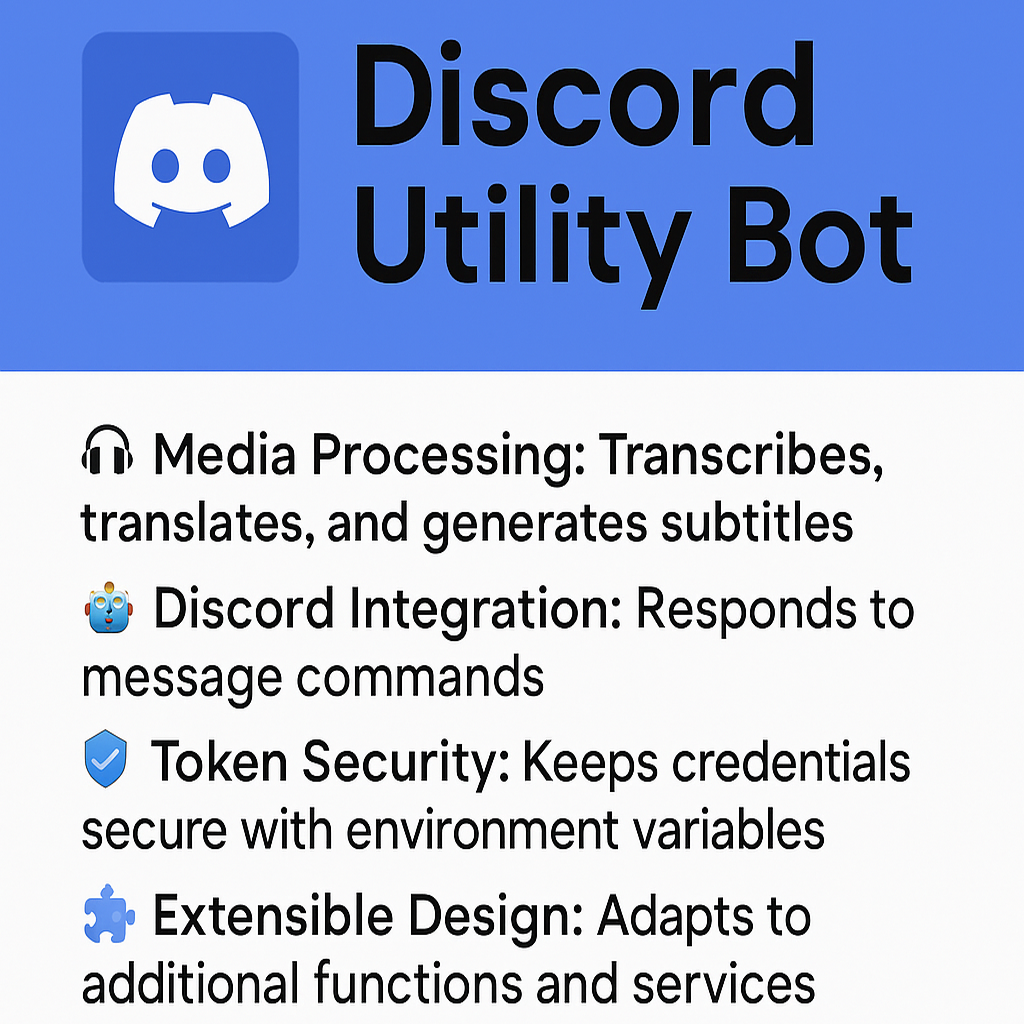 Discord
Utility Bot
Media Processing: Transcribes,
translates, and generates subtitles
Discord Integration: Responds to
message commands
Token Security: Keeps credentials
secure with environment variables
Extensible Design: Adapts to
additional functions and services